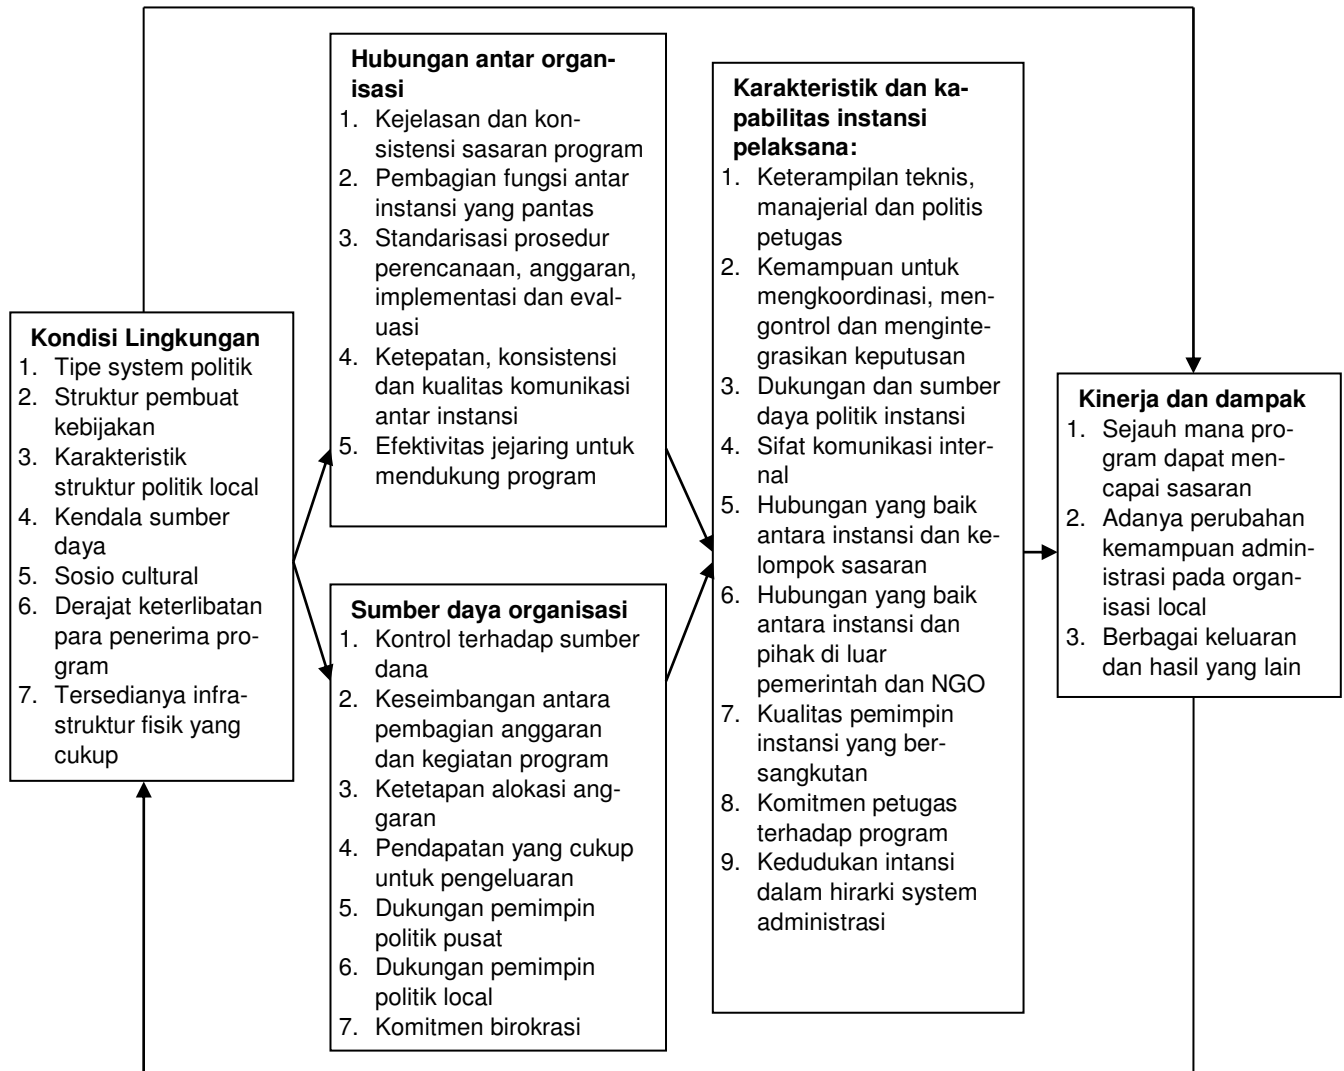 Kondisi Lingkungan
1. Tipe system politik
2. Struktur pembuat
kebijakan
3. Karakteristik
struktur politik local
4. Kendala sumber
daya
5. Sosio cultural
6. Derajat keterlibatan
para penerima pro-
gram
7. Tersedianya infra-
struktur fisik yang
cukup
Hubungan antar organ-
isasi
1. Kejelasan dan kon-
sistensi sasaran program
2. Pembagian fungsi antar
instansi yang pantas
3. Standarisasi prosedur
perencanaan, anggaran,
implementasi dan eval-
uasi
4. Ketepatan, konsistensi
dan kualitas komunikasi
antar instansi
5. Efektivitas jejaring untuk
mendukung program
Sumber daya organisasi
1. Kontrol terhadap sumber
dana
2. Keseimbangan antara
pembagian anggaran
dan kegiatan program
3. Ketetapan alokasi ang-
garan
4. Pendapatan yang cukup
untuk pengeluaran
5. Dukungan pemimpin
politik pusat
6. Dukungan pemimpin
politik local
7. Komitmen birokrasi
Karakteristik dan ka-
pabilitas instansi
pelaksana:
1. Keterampilan teknis,
manajerial dan politis
petugas
2. Kemampuan untuk
mengkoordinasi, men-
gontrol dan menginte-
grasikan keputusan
3. Dukungan dan sumber
daya politik instansi
4. Sifat komunikasi inter-
nal
5. Hubungan yang baik
antara instansi dan ke-
lompok sasaran
6. Hubungan yang baik
antara instansi dan
pihak di luar
pemerintah dan NGO
7. Kualitas pemimpin
instansi yang ber-
sangkutan
8. Komitmen petugas
terhadap program
9. Kedudukan intansi
dalam hirarki system
administrasi
Kinerja dan dampak
1. Sejauh mana pro-
gram dapat men-
capai sasaran
2. Adanya perubahan
kemampuan admin-
istrasi pada organ-
isasi local
3. Berbagai keluaran
dan hasil yang lain